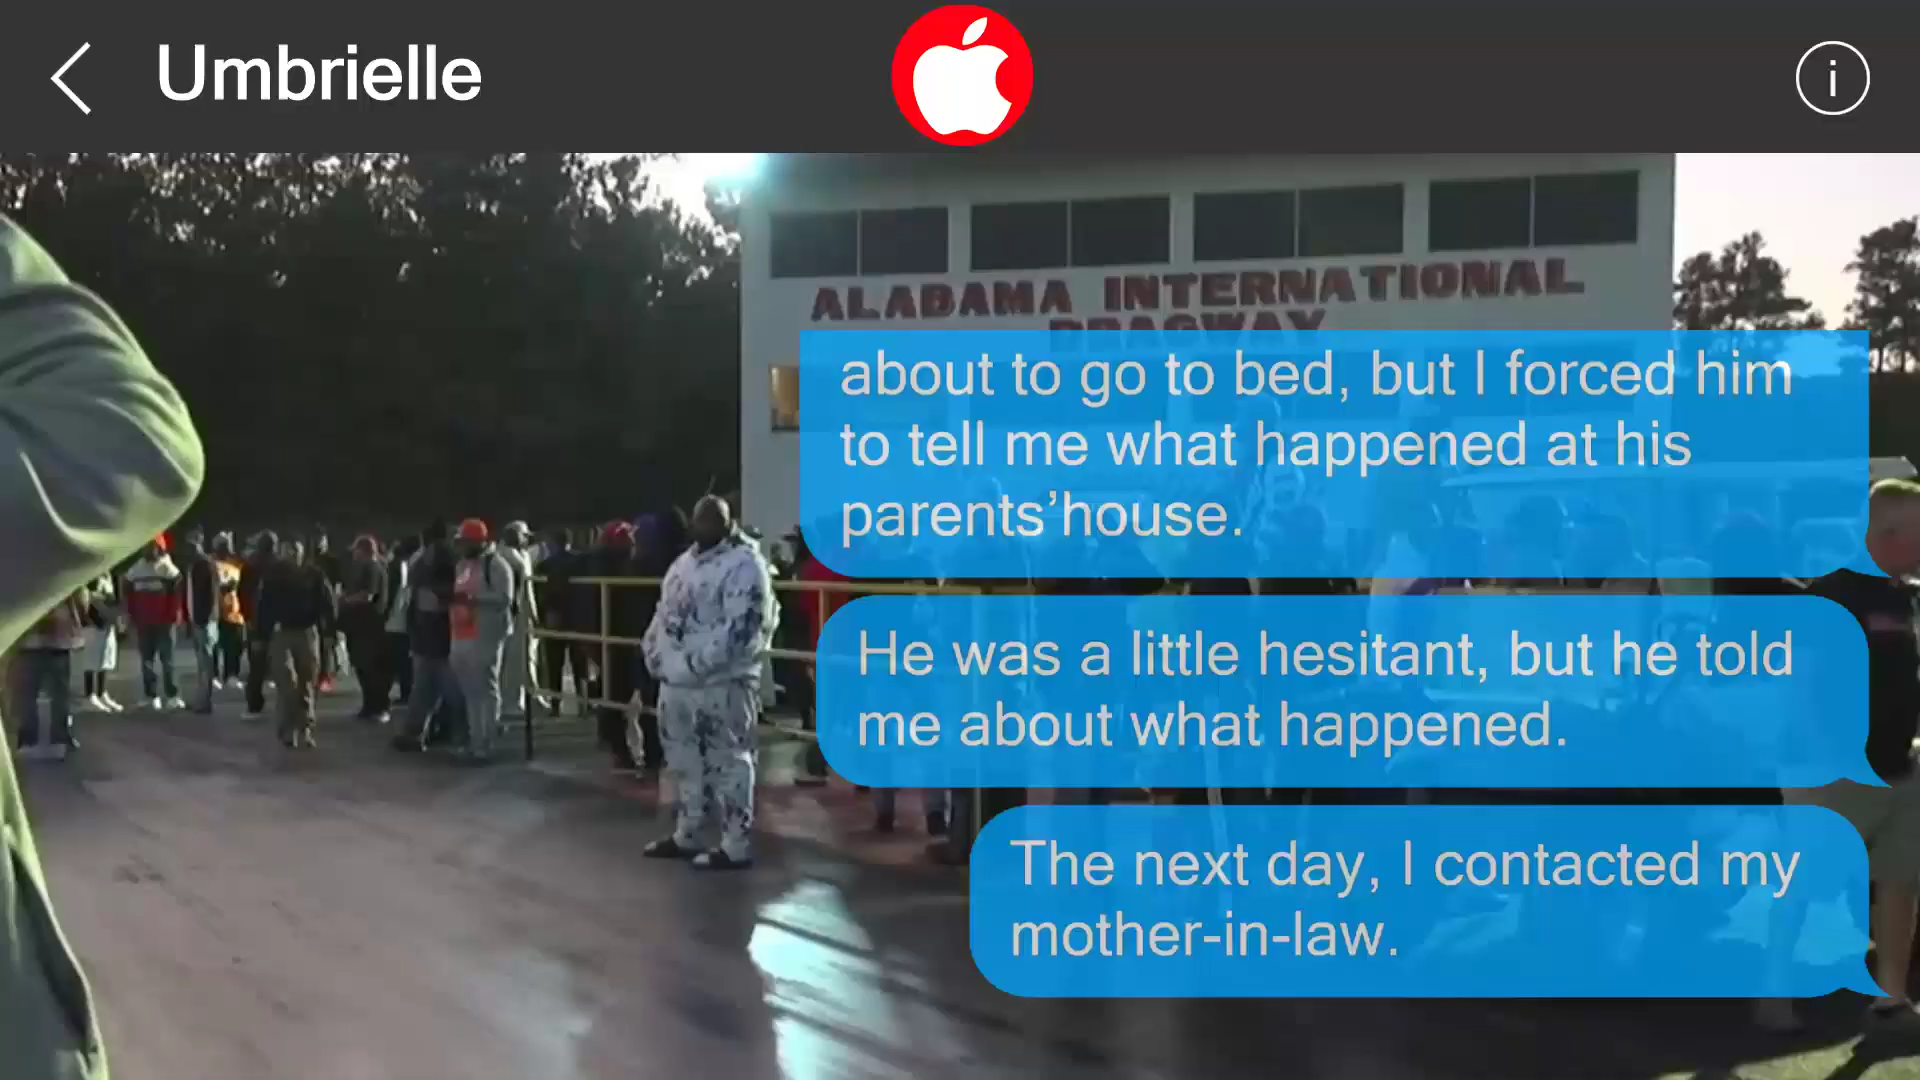 Umbrielle
i
ALABAMA INTERNATIONAL
DRAGWAY
about to go to bed, but I forced him
to tell me what happened at his
parents’house.
He was a little hesitant, but he told
me about what happened.
The next day, I contacted my
mother-in-law.